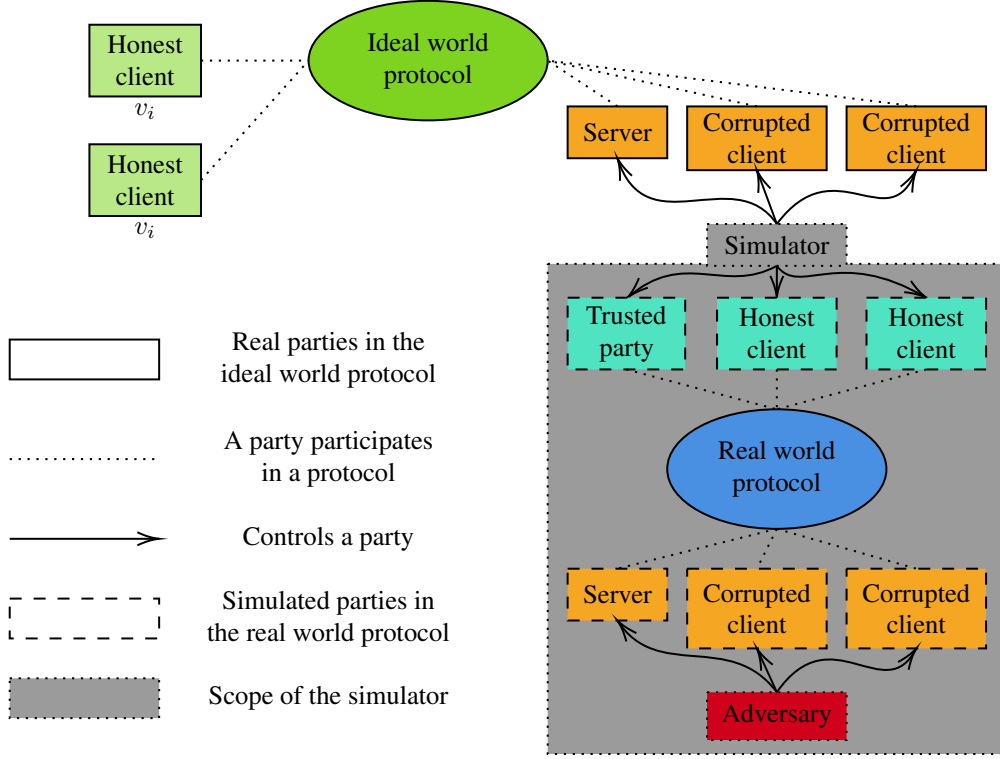 Honest
client
v_i
Honest
client
v_i
Ideal world
protocol
Server
Corrupted
client
Corrupted
client
Simulator
Trusted
party
Honest
client
Honest
client
Real world
protocol
Server
Corrupted
client
Corrupted
client
Adversary
Real parties in the
ideal world protocol
A party participates
in a protocol
Controls a party
Simulated parties in
the real world protocol
Scope of the simulator